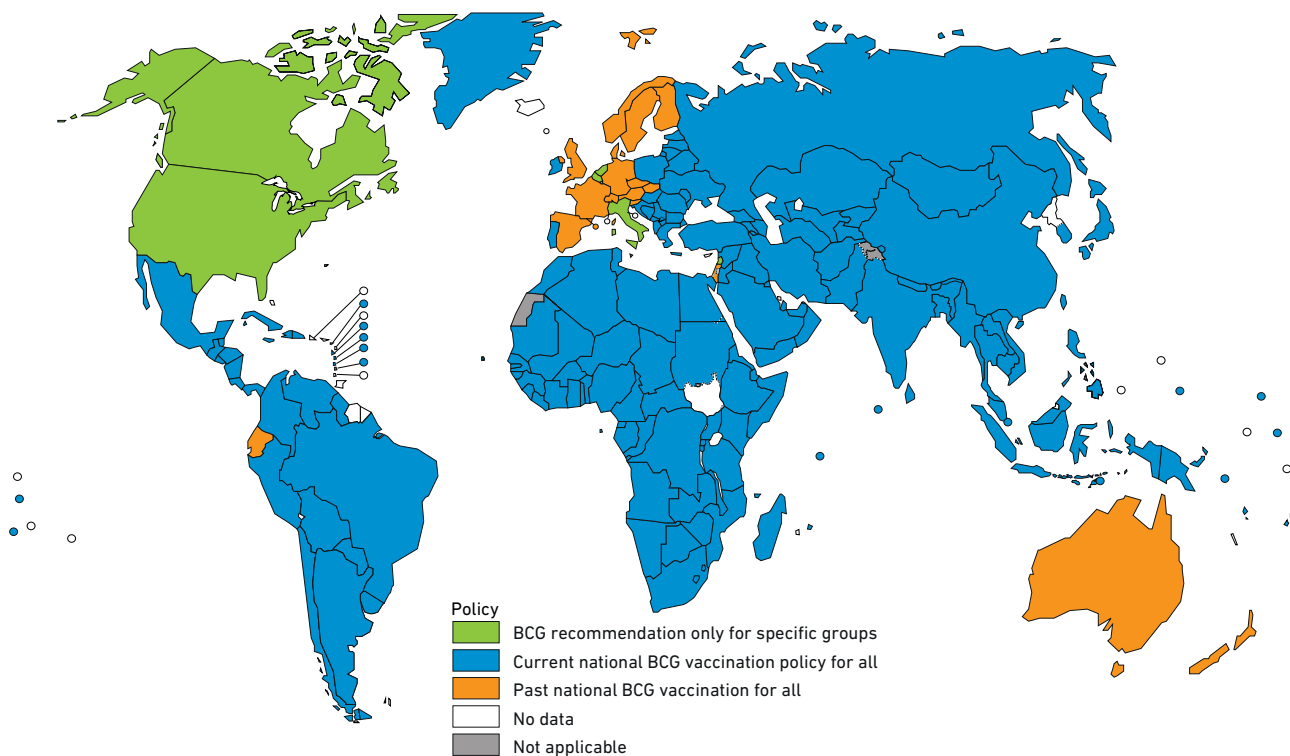 Policy
BCG recommendation only for specific groups
Current national BCG vaccination policy for all
Past national BCG vaccination for all
No data
Not applicable